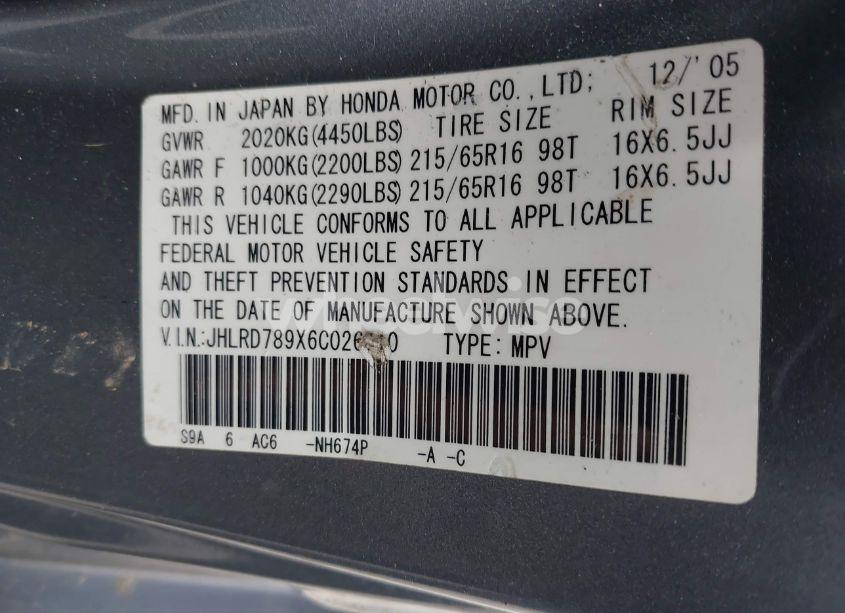 MFD. IN JAPAN BY HONDA MOTOR CO., LTD; 12/'05
GVWR 2020KG(4450LBS) TIRE SIZE RIM SIZE
GAWR F 1000KG(2200LBS) 215/65R16 98T 16X6.5JJ
GAWR R 1040KG(2290LBS) 215/65R16 98T 16X6.5JJ
THIS VEHICLE CONFORMS TO ALL APPLICABLE
FEDERAL MOTOR VEHICLE SAFETY
AND THEFT PREVENTION STANDARDS IN EFFECT
ON THE DATE OF MANUFACTURE SHOWN ABOVE.
V.I.N.: TYPE: MPV
S9A 6 AC6 -NH674P -A -C